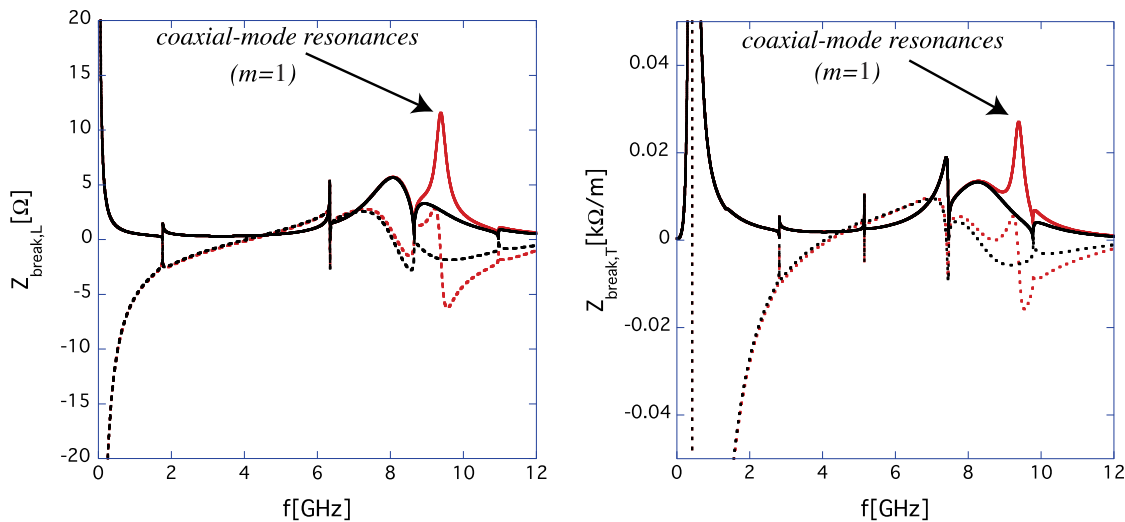 coaxial-mode resonances
(m=1)
Z_break,L[Ω]
20
15
10
5
0
-5
-10
-15
-20
0 2 4 6 8 10 12
f[GHz]
coaxial-mode resonances
(m=1)
Z_break,T[kΩ/m]
0.04
0.02
0
-0.02
-0.04
0 2 4 6 8 10 12
f[GHz]